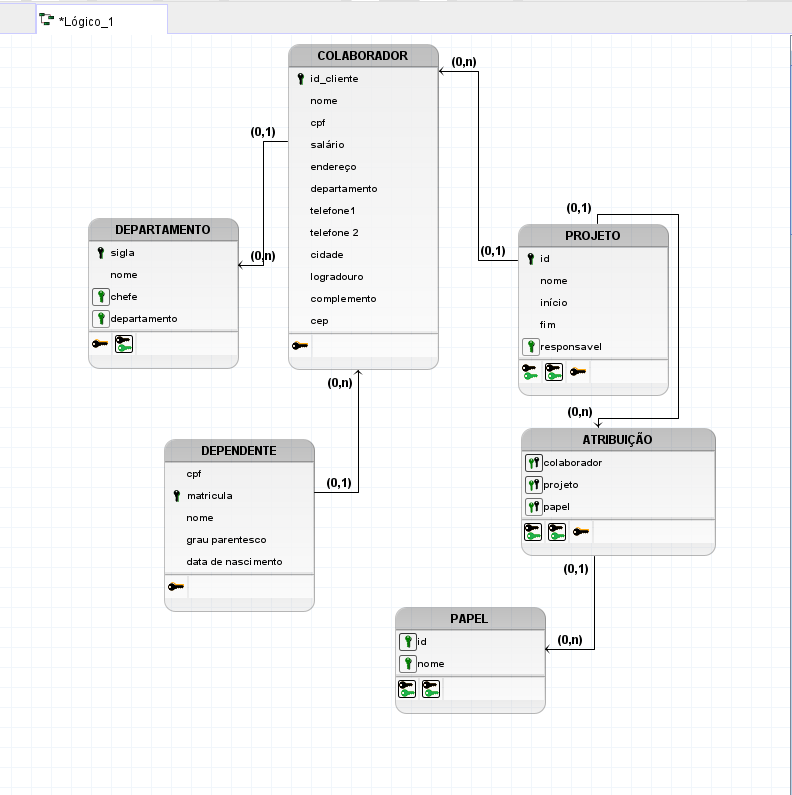 *Lógico_1
COLABORADOR
id_cliente
nome
cpf
salário
endereço
departamento
telefone1
telefone 2
cidade
logradouro
complemento
cep
(0,n)
(0,1)
(0,1)
(0,n)
DEPARTAMENTO
sigla
nome
chefe
departamento
(0,1)
PROJETO
id
nome
início
fim
responsavel
(0,n)
(0,n)
ATRIBUIÇÃO
colaborador
projeto
papel
DEPENDENTE
cpf
matricula
nome
grau parentesco
data de nascimento
(0,1)
(0,1)
(0,n)
PAPEL
id
nome